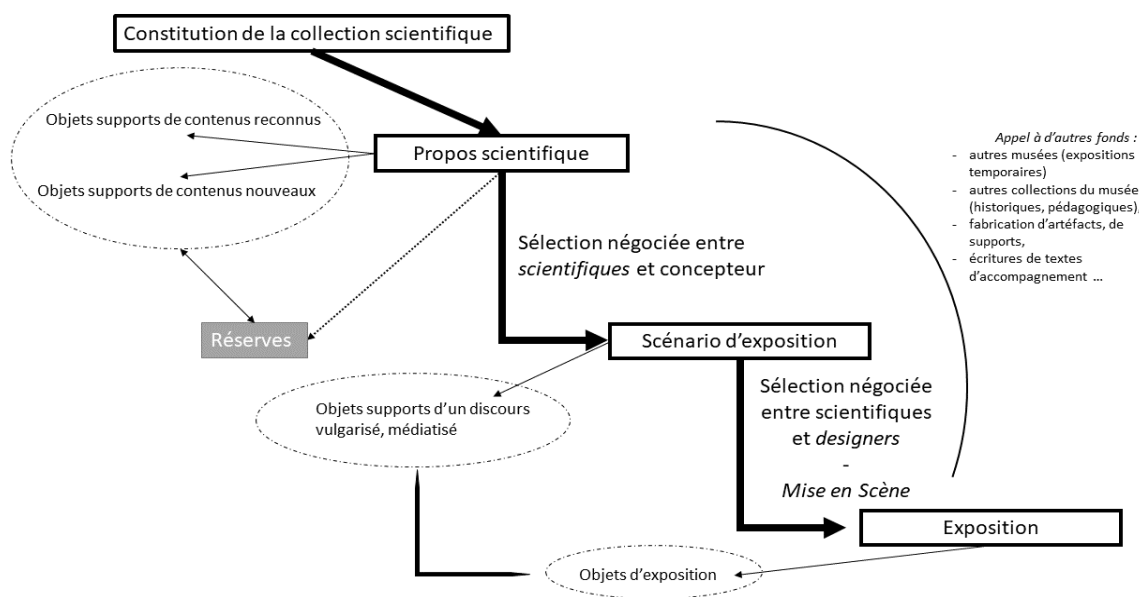 Constitution de la collection scientifique
Objets supports de contenus reconnus
Objets supports de contenus nouveaux
Propos scientifique
Appel à d'autres fonds :
- autres musées (expositions
temporaires)
- autres collections du musée
(historiques, pédagogiques),
- fabrication d'artéfacts, de
supports,
- écritures de textes
d'accompagnement ...
Sélection négociée entre
scientifiques et concepteur
Réserves
Scénario d'exposition
Objets supports d'un discours
vulgarisé, médiatisé
Sélection négociée
entre scientifiques
et designers
-
Mise en Scène
Exposition
Objets d'exposition